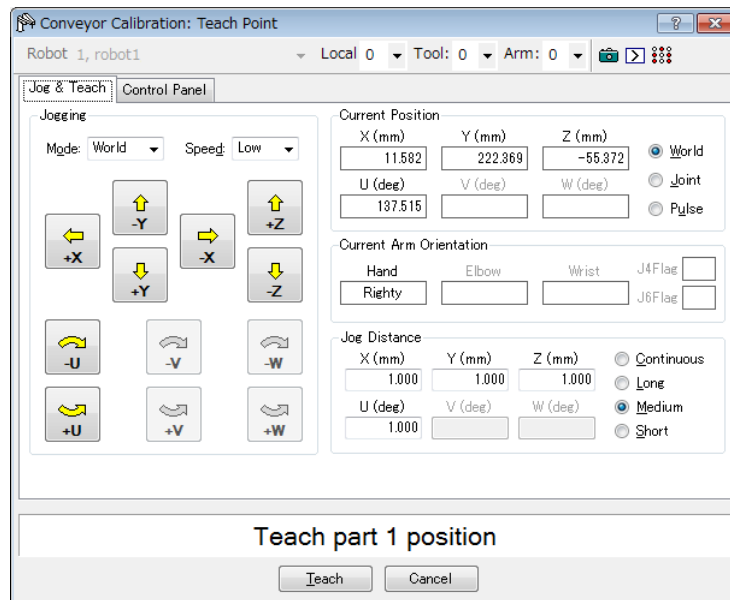 Conveyor Calibration: Teach Point
Robot 1, robot1 Local 0 Tool: 0 Arm: 0
Jog & Teach Control Panel
Jogging
Mode: World Speed: Low
+X -Y -X +Z
+Y -Z
-U -V -W
+U +V +W
Current Position
X (mm) Y (mm) Z (mm)
11.582 222.369 -55.372
U (deg) V (deg) W (deg)
137.515
World
Joint
Pulse
Current Arm Orientation
Hand Elbow Wrist J4Flag
Righty J6Flag
Jog Distance
X (mm) Y (mm) Z (mm)
1.000 1.000 1.000
U (deg) V (deg) W (deg)
1.000
Continuous
Long
Medium
Short
Teach part 1 position
Teach Cancel